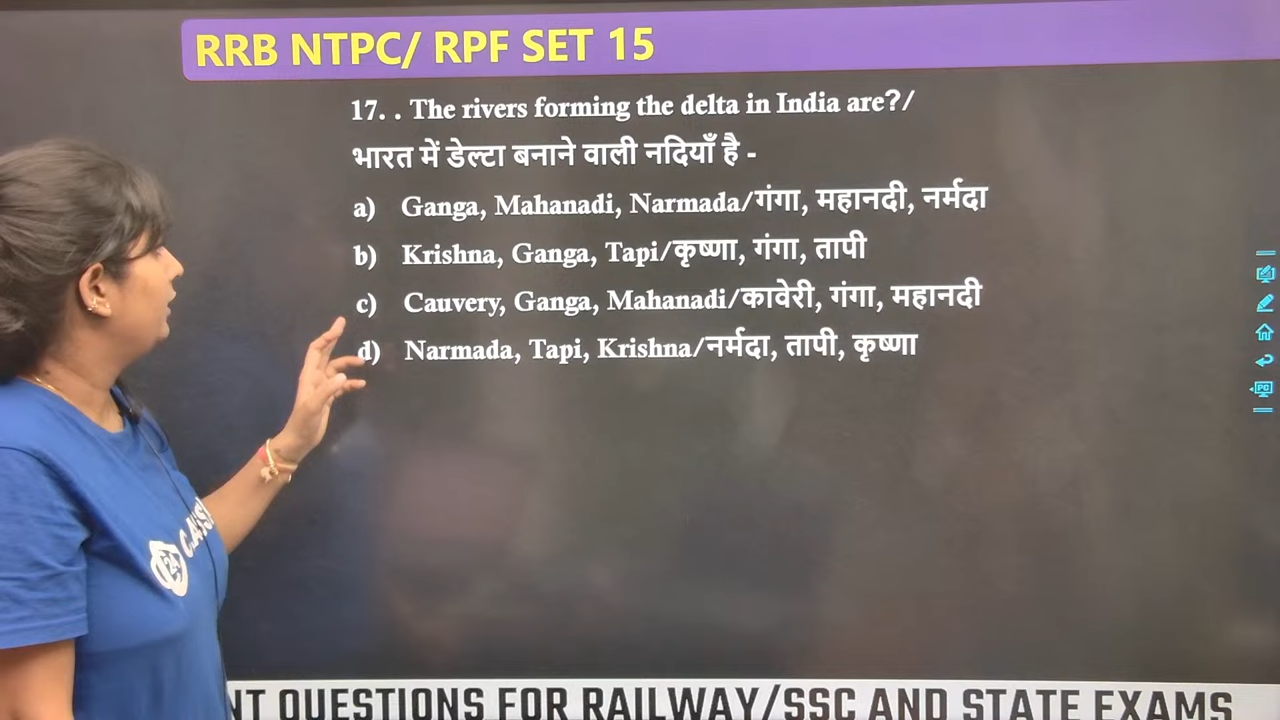 RRB NTPC/ RPF SET 15
17. . The rivers forming the delta in India are?/
भारत में डेल्टा बनाने वाली नदियाँ है -
a) Ganga, Mahanadi, Narmada/गंगा, महानदी, नर्मदा
b) Krishna, Ganga, Tapi/कृष्णा, गंगा, तापी
c) Cauvery, Ganga, Mahanadi/कावेरी, गंगा, महानदी
d) Narmada, Tapi, Krishna/नर्मदा, तापी, कृष्णा
PC
24
NT QUESTIONS FOR RAILWAY/SSC AND STATE EXAMS